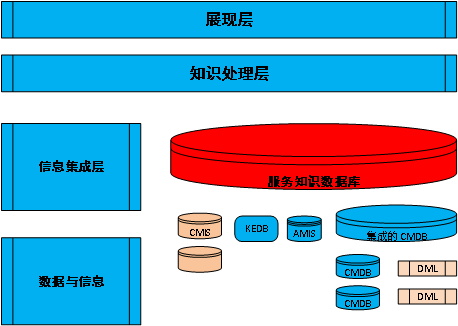 展现层
知识处理层
信息集成层
服务知识数据库
CMIS
KEDB
AMIS
集成的 CMDB
数据与信息
CMDB
DML
CMDB
DML